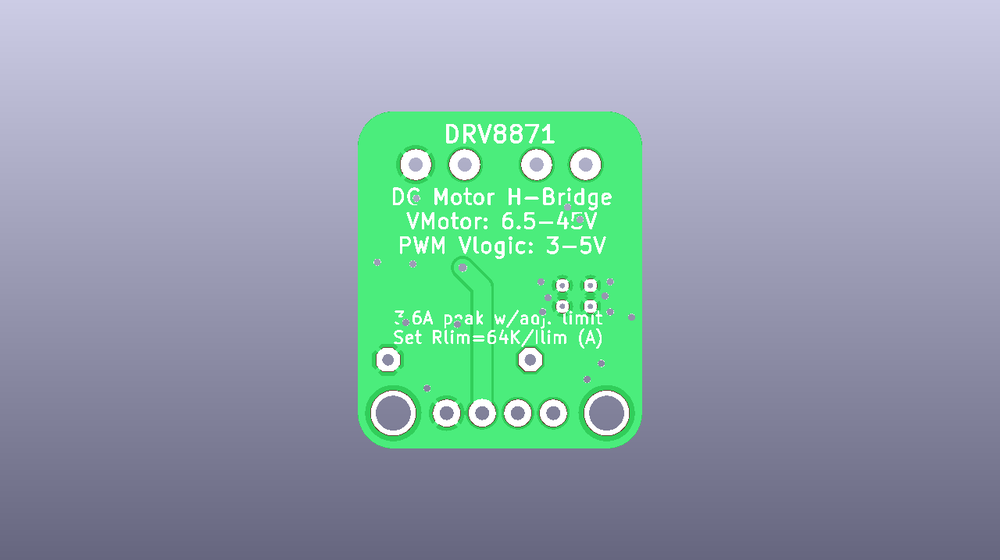 DRV8871
DC Motor H-Bridge
VMotor: 6.5-45V
PWM Vlogic: 3-5V
3.6A peak w/adj. limit
Set Rlim=64K/Ilim (A)